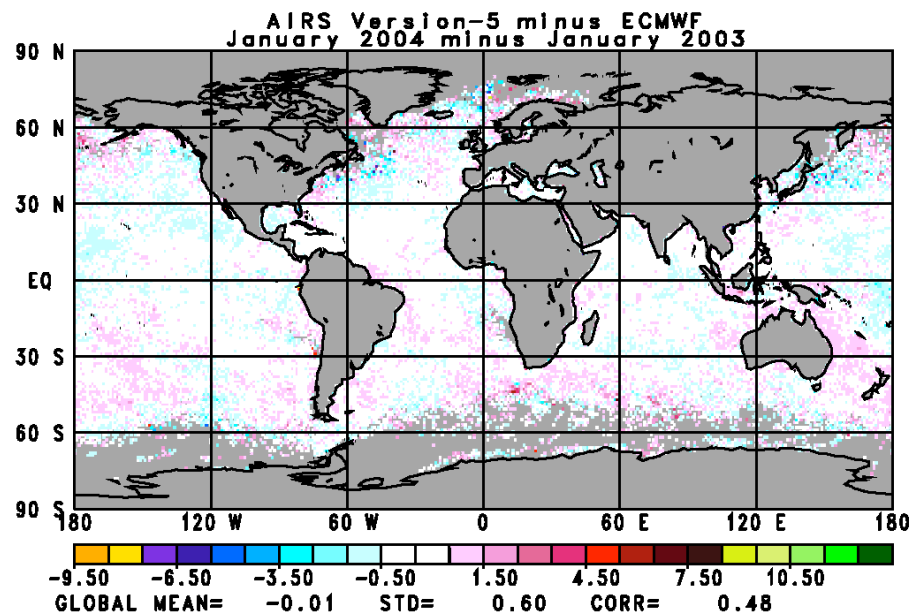 AIRS Version-5 minus ECMWF
January 2004 minus January 2003
90 N
60 N
30 N
EQ
30 S
60 S
90 S
180 120 W 60 W 0 60 E 120 E 180
-9.50 -6.50 -3.50 -0.50 1.50 4.50 7.50 10.50
GLOBAL MEAN= -0.01 STD= 0.60 CORR= 0.48